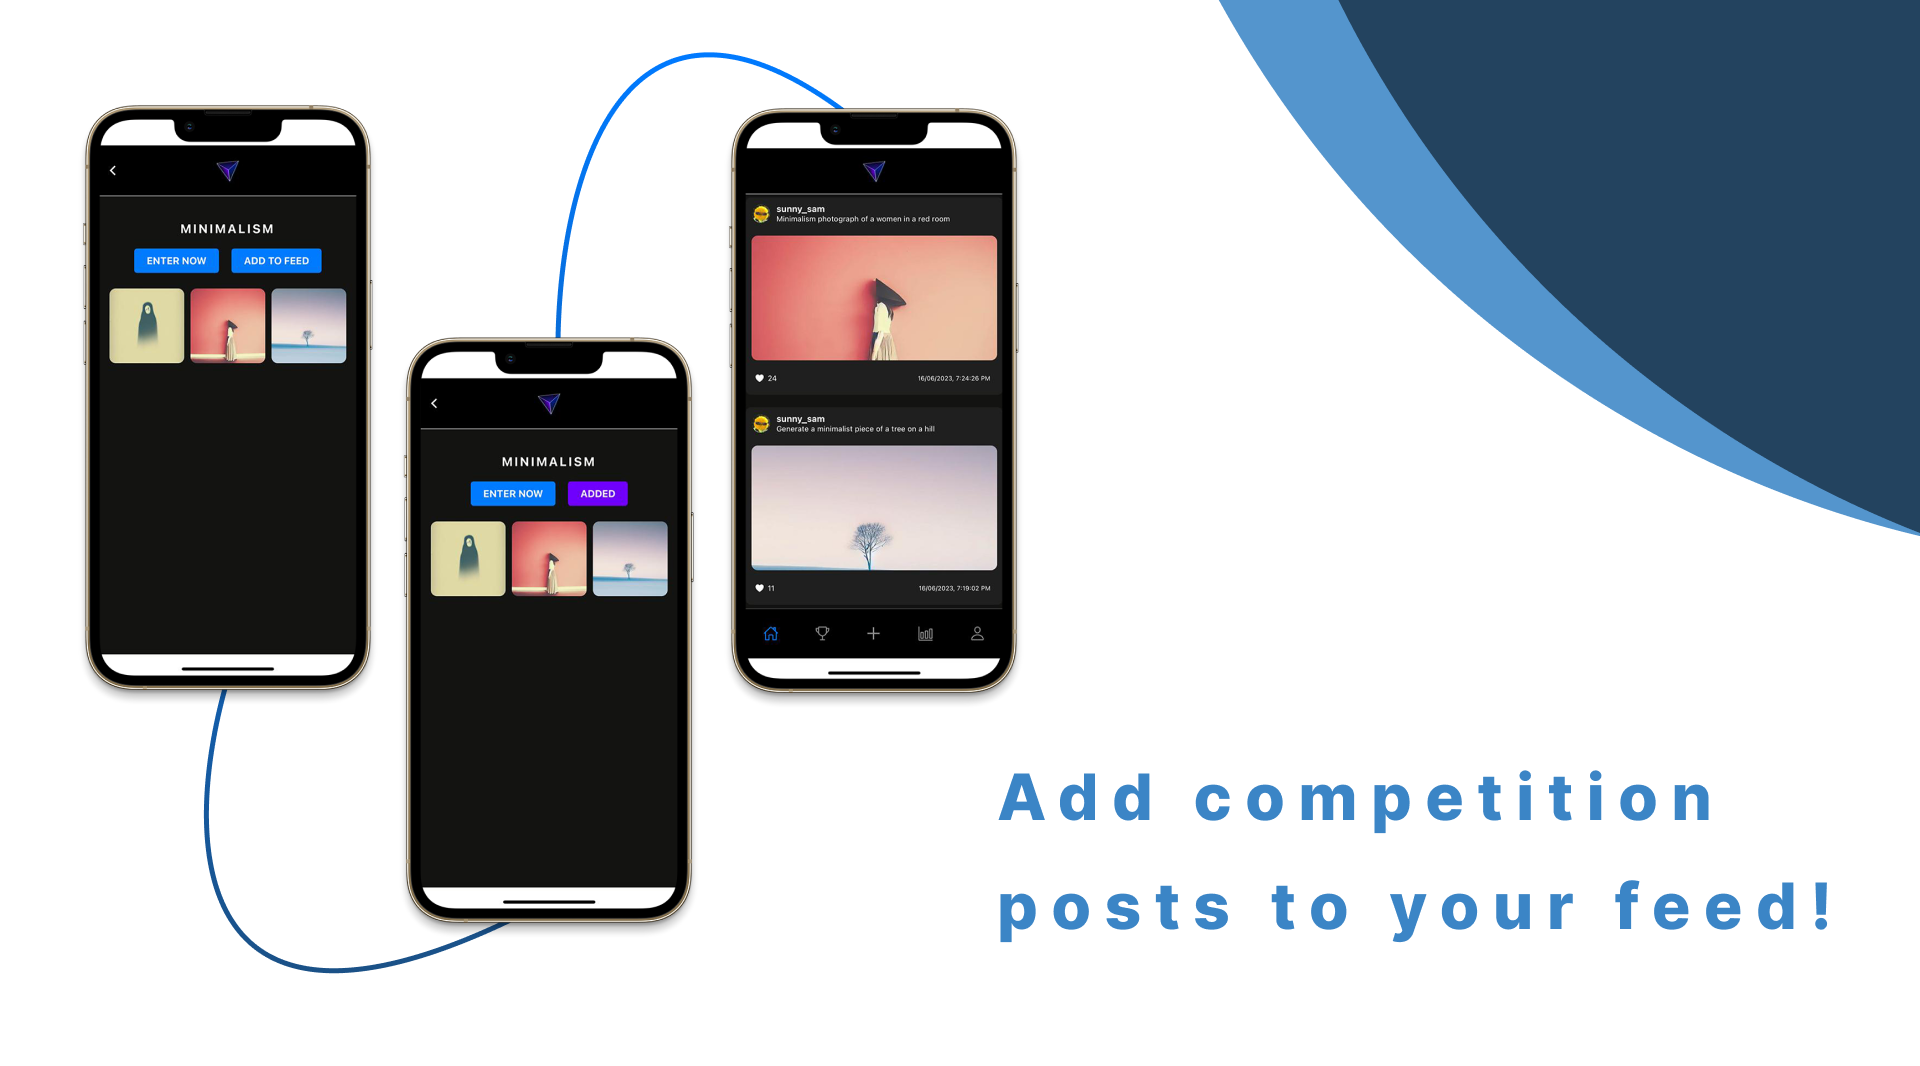 MINIMALISM
ENTER NOW
ADD TO FEED
MINIMALISM
ENTER NOW
ADDED
sunny_sam
Minimalism photograph of a women in a red room
24
16/06/2023, 7:24:26 PM
sunny_sam
Generate a minimalist piece of a tree on a hill
11
16/06/2023, 7:19:02 PM
Add competition
posts to your feed!